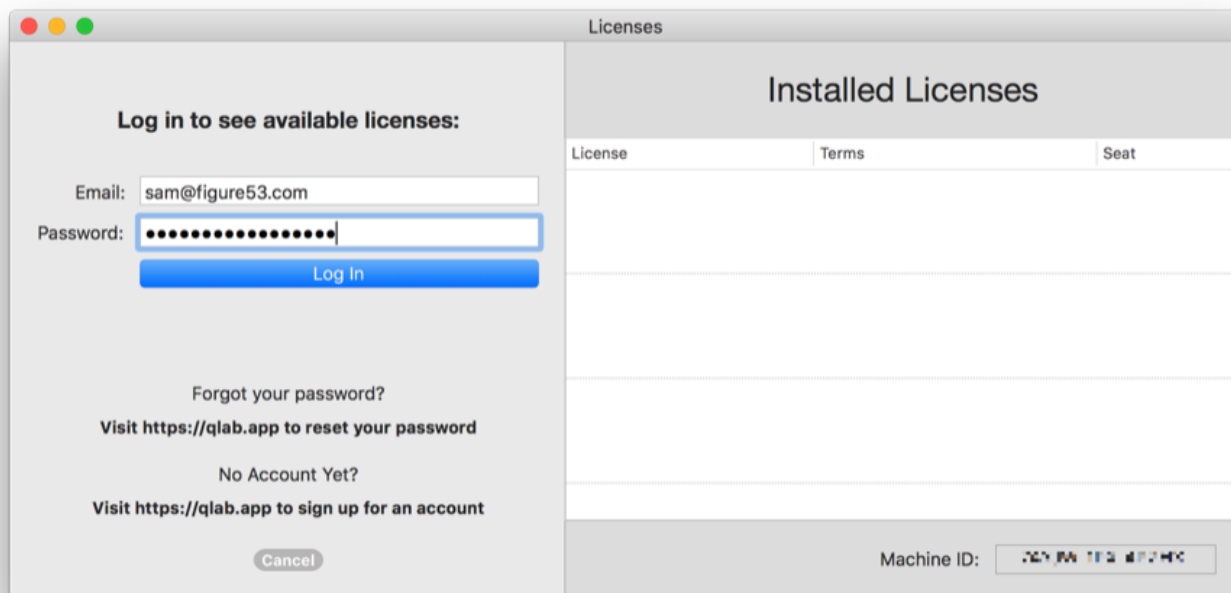 Licenses
Log in to see available licenses:
Email: sam@figure53.com
Password: •••••••••••••••••
Log In
Forgot your password?
Visit https://qlab.app to reset your password
No Account Yet?
Visit https://qlab.app to sign up for an account
Cancel
Installed Licenses
License Terms Seat
Machine ID: